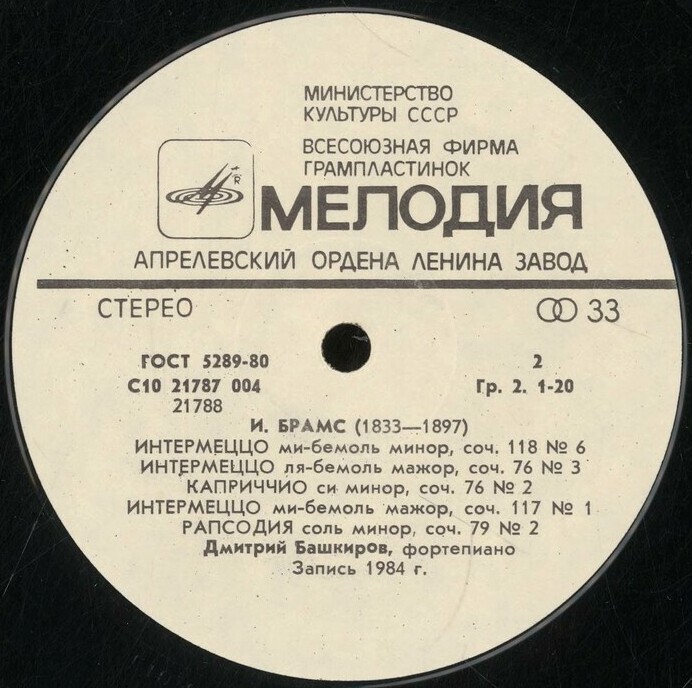 МИНИСТЕРСТВО
КУЛЬТУРЫ СССР
ВСЕСОЮЗНАЯ ФИРМА
ГРАМПЛАСТИНОК
R
МЕЛОДИЯ
АПРЕЛЕВСКИЙ ОРДЕНА ЛЕНИНА ЗАВОД
СТЕРЕО 33
ГОСТ 5289-80 2
С10 21787 004 Гр. 2. 1-20
21788
И. БРАМС (1833—1897)
ИНТЕРМЕЦЦО ми-бемоль минор, соч. 118 № 6
ИНТЕРМЕЦЦО ля-бемоль мажор, соч. 76 № 3
КАПРИЧЧИО си минор, соч. 76 № 2
ИНТЕРМЕЦЦО ми-бемоль мажор, соч. 117 № 1
РАПСОДИЯ соль минор, соч. 79 № 2
Дмитрий Башкиров, фортепиано
Запись 1984 г.